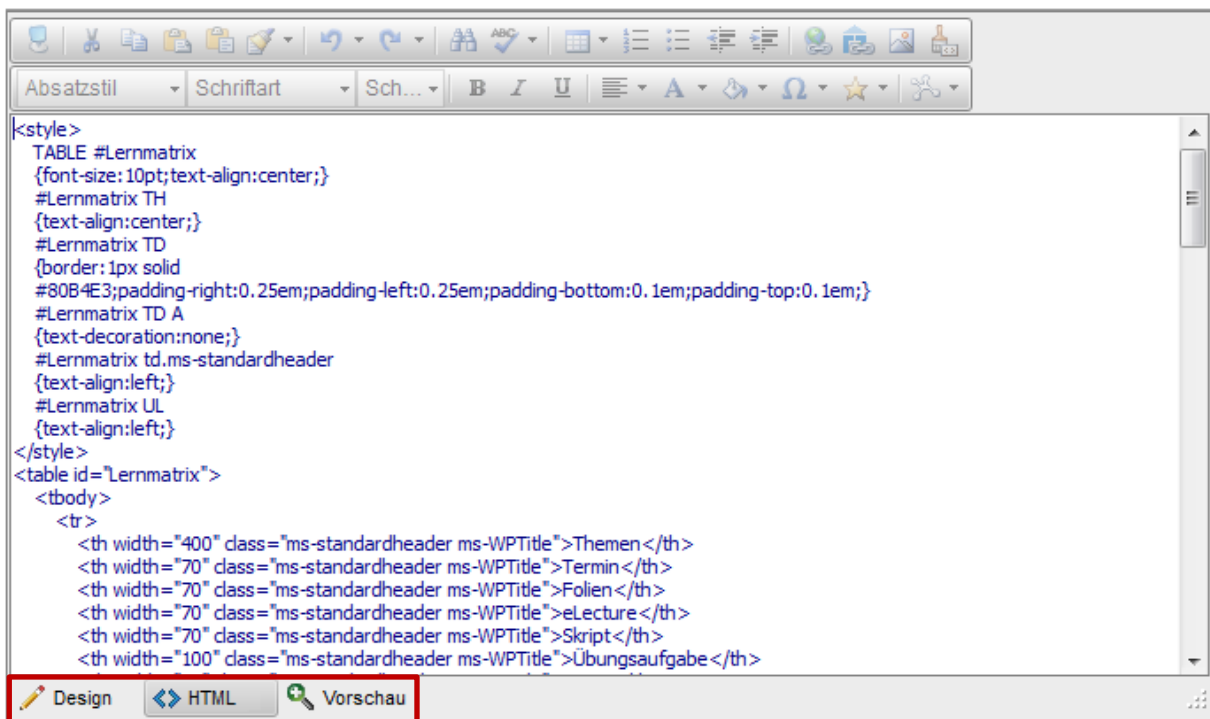 ABC
Absatzstil Schriftart Sch... B I U A Ω
<style>
TABLE #Lernmatrix
{font-size:10pt;text-align:center;}
#Lernmatrix TH
{text-align:center;}
#Lernmatrix TD
{border:1px solid
#80B4E3;padding-right:0.25em;padding-left:0.25em;padding-bottom:0.1em;padding-top:0.1em;}
#Lernmatrix TD A
{text-decoration:none;}
#Lernmatrix td.ms-standardheader
{text-align:left;}
#Lernmatrix UL
{text-align:left;}
</style>
<table id="Lernmatrix">
<tbody>
<tr>
<th width="400" class="ms-standardheader ms-WPTitle">Themen</th>
<th width="70" class="ms-standardheader ms-WPTitle">Termin</th>
<th width="70" class="ms-standardheader ms-WPTitle">Folien</th>
<th width="70" class="ms-standardheader ms-WPTitle">eLecture</th>
<th width="70" class="ms-standardheader ms-WPTitle">Skript</th>
<th width="100" class="ms-standardheader ms-WPTitle">Übungsaufgabe</th>
Design HTML Vorschau